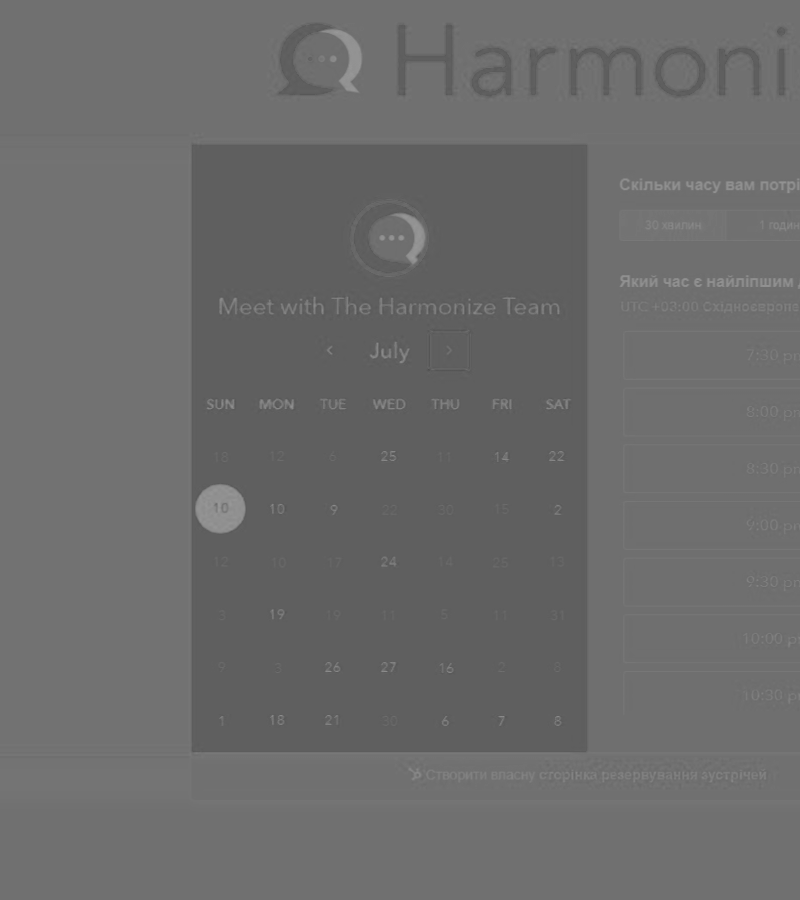 Harmoni
Meet with The Harmonize Team
July
SUN MON TUE WED THU FRI SAT
18 12 6 25 11 14 22
10 10 9 22 30 15 2
12 10 17 24 14 25 13
3 19 19 11 5 11 31
9 3 26 27 16 2 8
1 18 21 30 6 7 8
Скільки часу вам потрі
30 хвилин 1 годин
Який час є найліпшим
UTC +03:00 Східноєвропе
7:30 pm
8:00 pm
8:30 pm
9:00 pm
9:30 pm
10:00 pm
10:30 pm
Створити власну сторінка резервування зустрічей